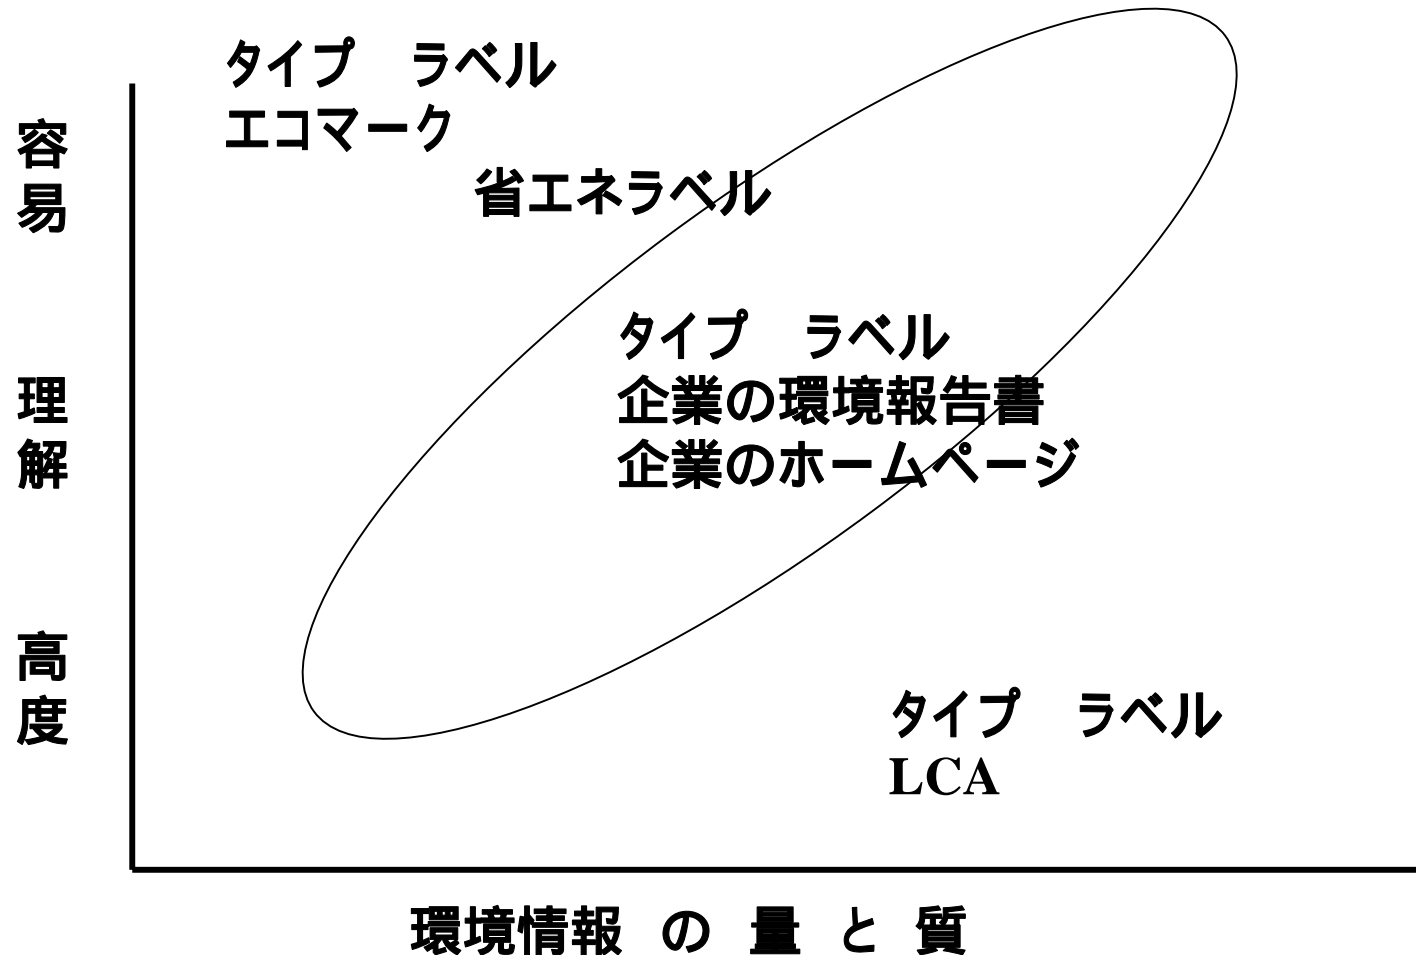 タイプ　ラベル
エコマーク
省エネラベル
容易
理解
高度
タイプ　ラベル
企業の環境報告書
企業のホームページ
タイプ　ラベル
LCA
環境情報 の 量 と 質